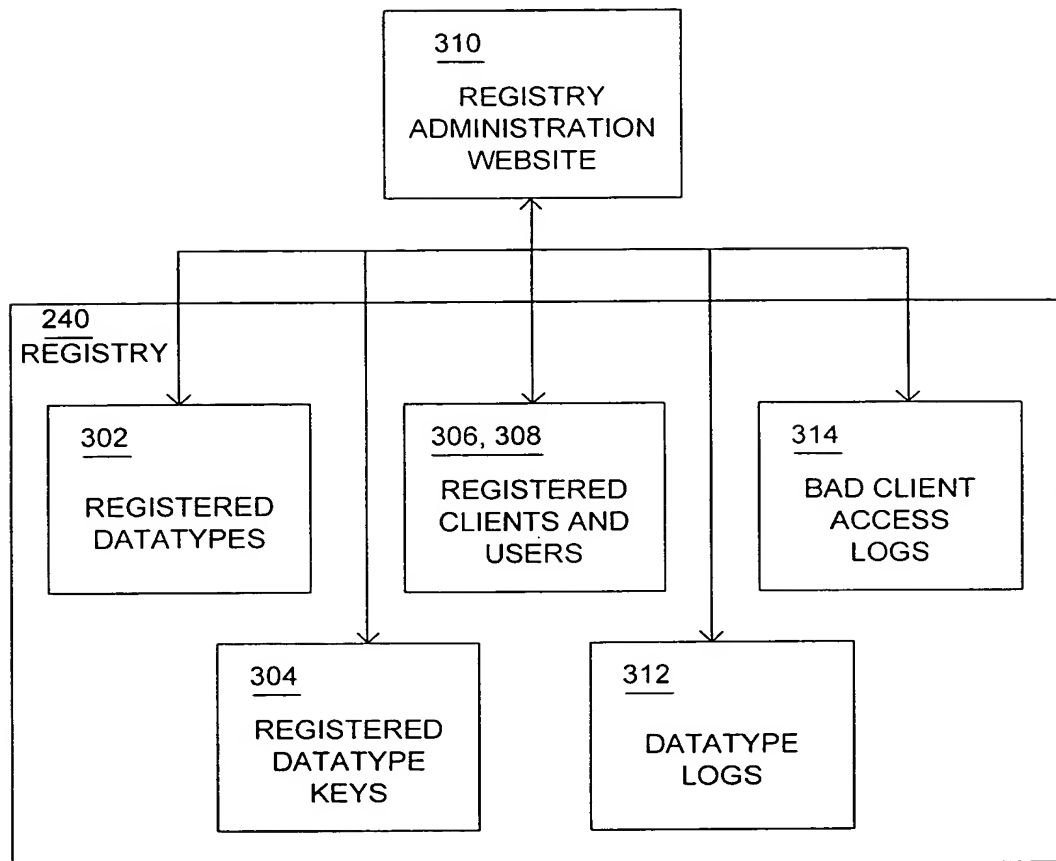 310
REGISTRY
ADMINISTRATION
WEBSITE
240
REGISTRY
302
REGISTERED
DATATYPES
306, 308
REGISTERED
CLIENTS AND
USERS
314
BAD CLIENT
ACCESS
LOGS
304
REGISTERED
DATATYPE
KEYS
312
DATATYPE
LOGS